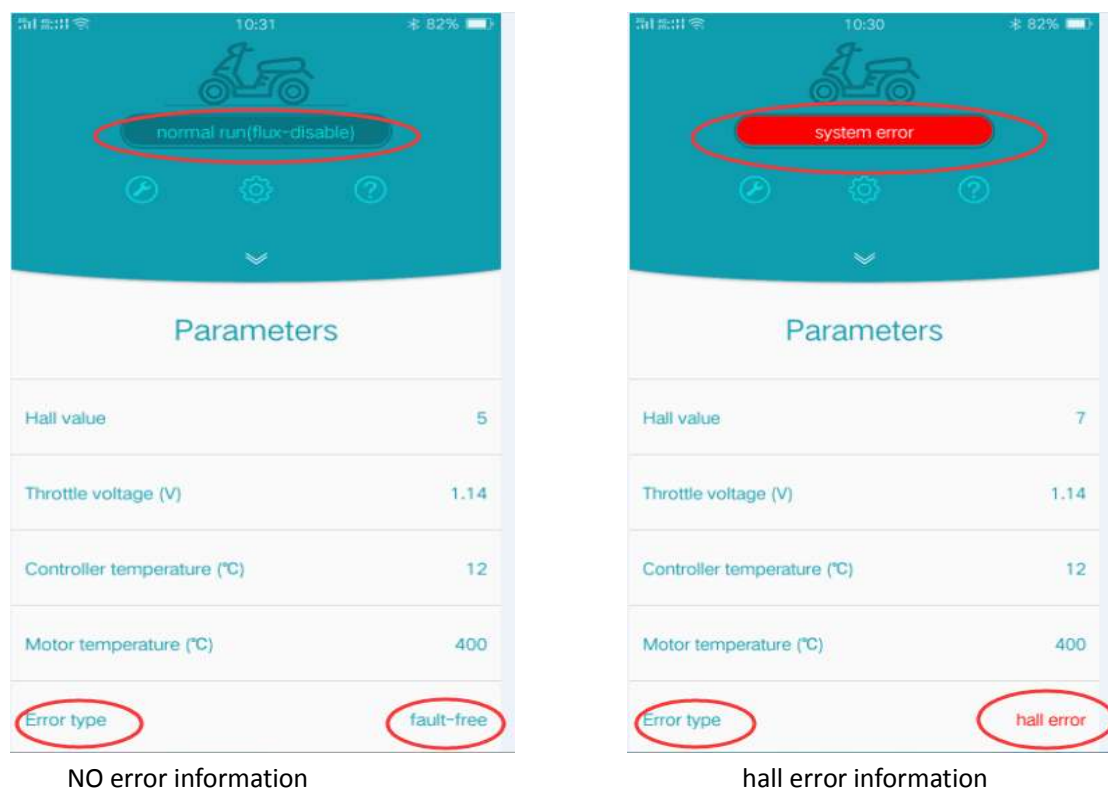 10:31
82%
normal run(flux-disable)
Parameters
Hall value 5
Throttle voltage (V) 1.14
Controller temperature (℃) 12
Motor temperature (℃) 400
Error type fault-free
NO error information
10:30
82%
system error
Parameters
Hall value 7
Throttle voltage (V) 1.14
Controller temperature (℃) 12
Motor temperature (℃) 400
Error type hall error
hall error information